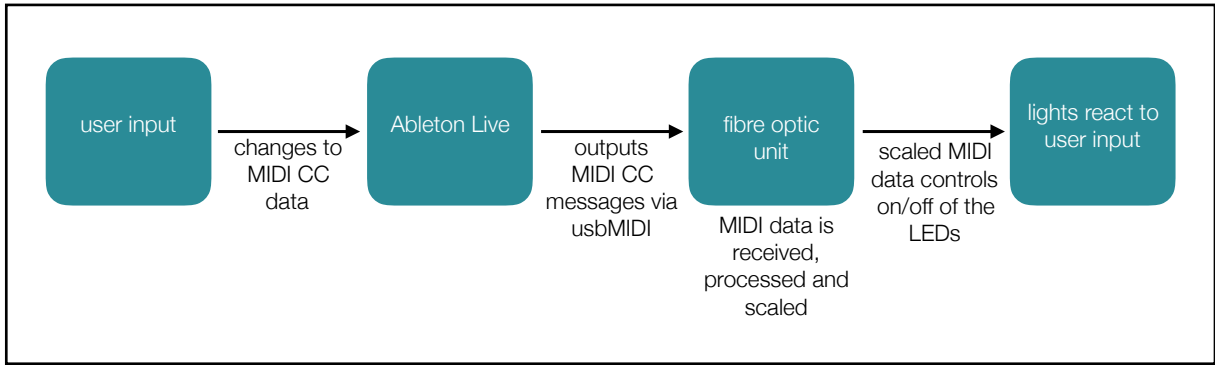 user input
changes to
MIDI CC
data
Ableton Live
outputs
MIDI CC
messages via
usbMIDI
fibre optic
unit
MIDI data is
received,
processed and
scaled
scaled MIDI
data controls
on/off of the
LEDs
lights react to
user input